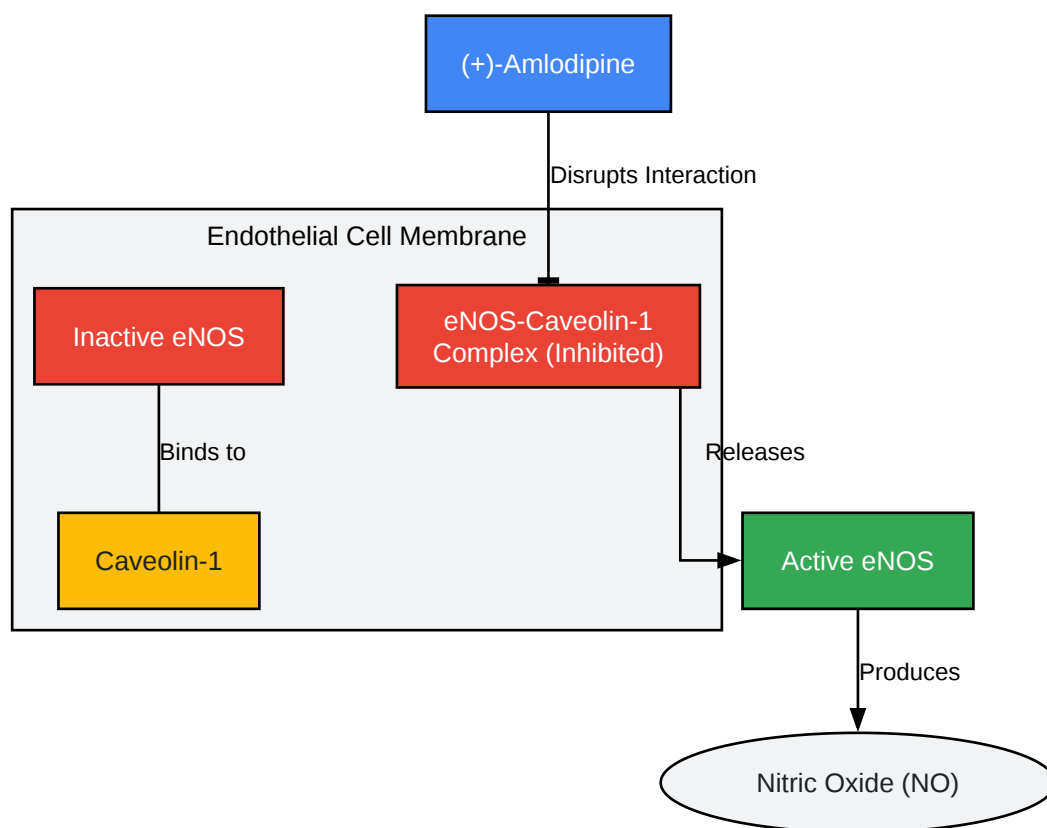 (+)-Amlodipine
Disrupts Interaction
Endothelial Cell Membrane
Inactive eNOS
eNOS-Caveolin-1
Complex (Inhibited)
Binds to
Releases
Caveolin-1
Active eNOS
Produces
Nitric Oxide (NO)